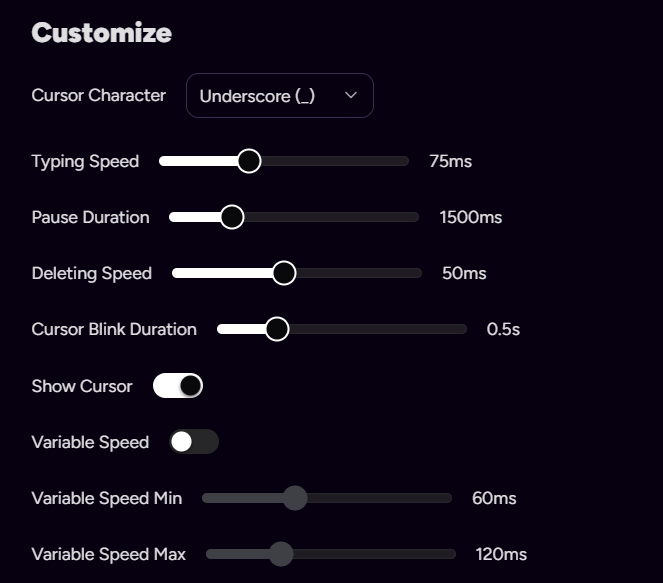 Customize
Cursor Character Underscore (_)
Typing Speed 75ms
Pause Duration 1500ms
Deleting Speed 50ms
Cursor Blink Duration 0.5s
Show Cursor
Variable Speed
Variable Speed Min 60ms
Variable Speed Max 120ms